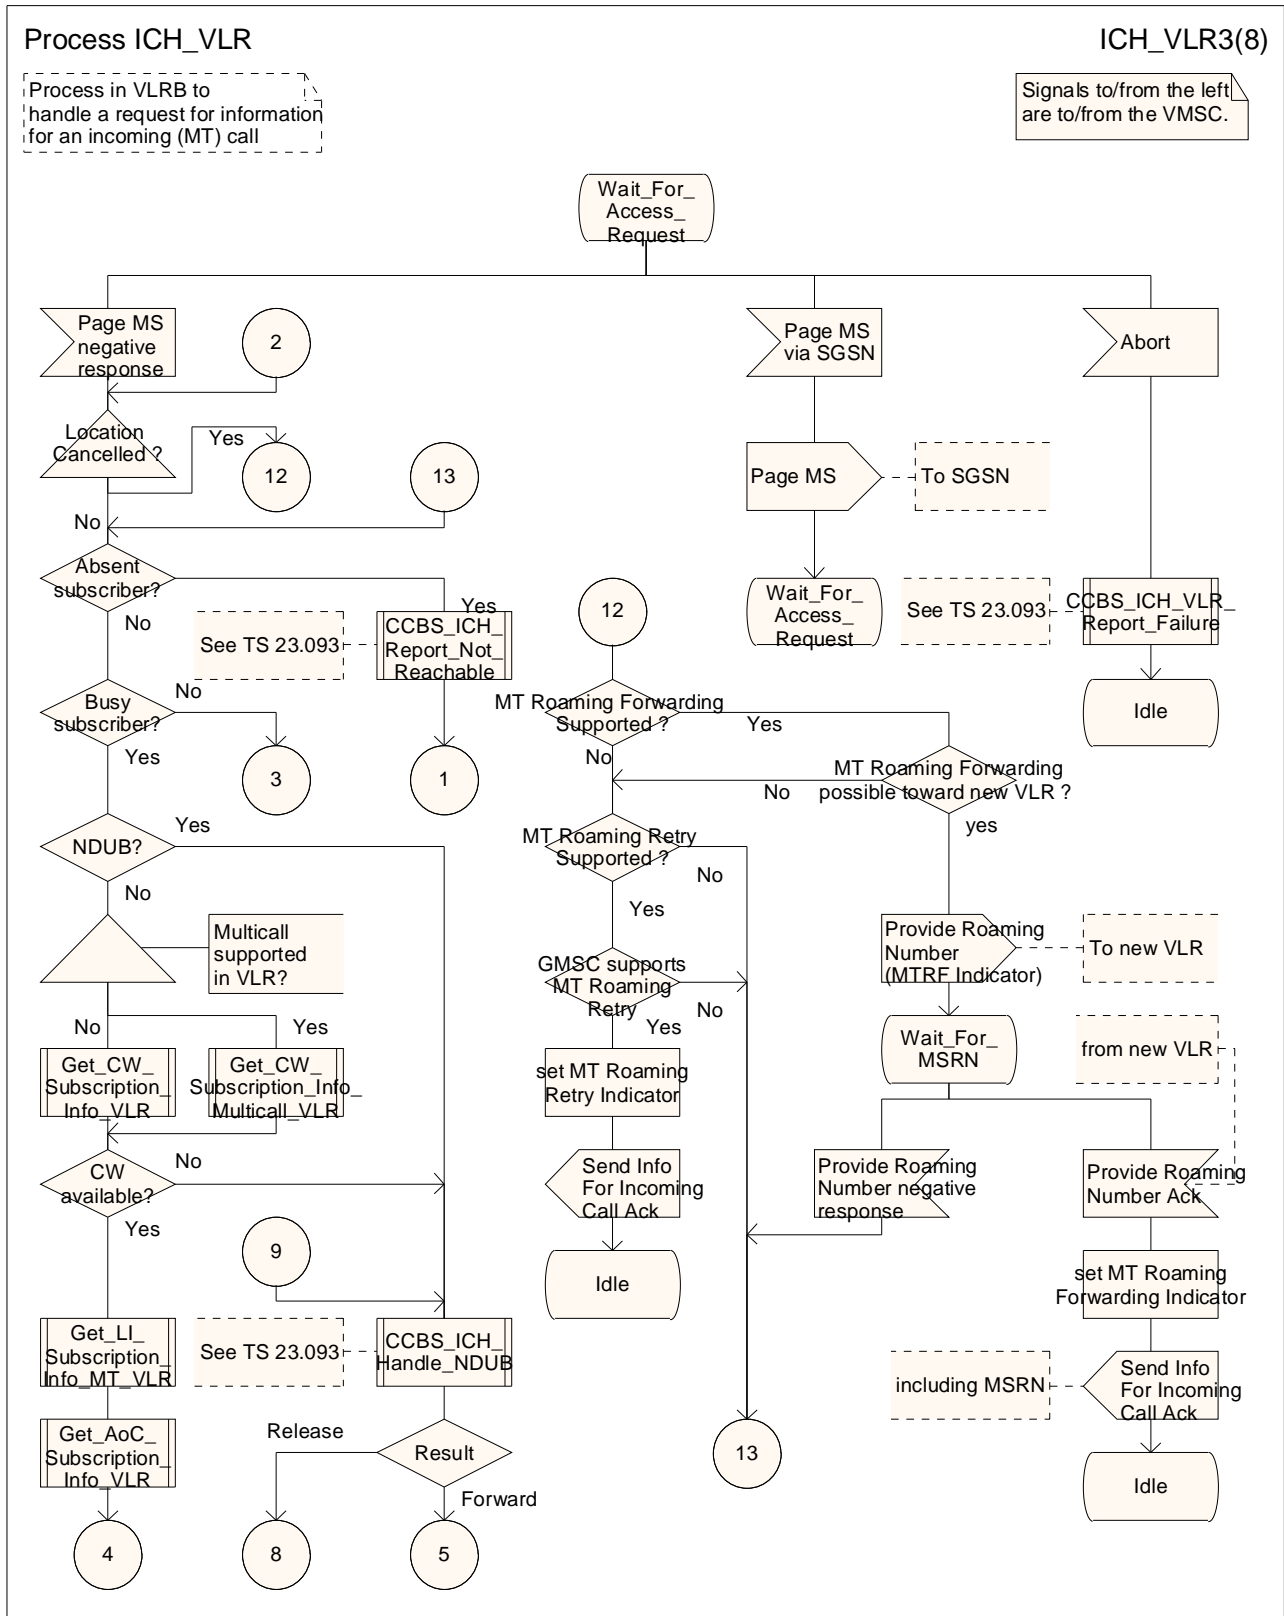 Process ICH_VLR
ICH_VLR3(8)
Process in VLRB to
handle a request for information
for an incoming (MT) call
Signals to/from the left
are to/from the VMSC.
Wait_For_
Access_
Request
Page MS
negative
response
2
Page MS
via SGSN
Abort
Location
Cancelled ?
Yes
12
13
Page MS
To SGSN
No
Absent
subscriber?
Yes
No
See TS 23.093
CCBS_ICH_
Report_Not_
Reachable
12
Wait_For_
Access_
Request
See TS 23.093
CCBS_ICH_VLR_
Report_Failure
Busy
subscriber?
No
Yes
3
1
MT Roaming Forwarding
Supported ?
Yes
No
Idle
MT Roaming Forwarding
possible toward new VLR ?
No
yes
NDUB?
Yes
No
MT Roaming Retry
Supported ?
No
Yes
Multicall
supported
in VLR?
GMSC supports
MT Roaming
Retry
No
Yes
Provide Roaming
Number
(MTRF Indicator)
To new VLR
No
Yes
Get_CW_
Subscription_
Info_VLR
Get_CW_
Subscription_Info_
Multicall_VLR
set MT Roaming
Retry Indicator
Wait_For_
MSRN
from new VLR
CW
available?
No
Yes
Send Info
For Incoming
Call Ack
Provide Roaming
Number negative
response
Provide Roaming
Number Ack
9
Idle
set MT Roaming
Forwarding Indicator
Get_LI_
Subscription_
Info_MT_VLR
See TS 23.093
CCBS_ICH_
Handle_NDUB
including MSRN
Send Info
For Incoming
Call Ack
Get_AoC_
Subscription_
Info_VLR
Release
Result
Forward
13
Idle
4
8
5